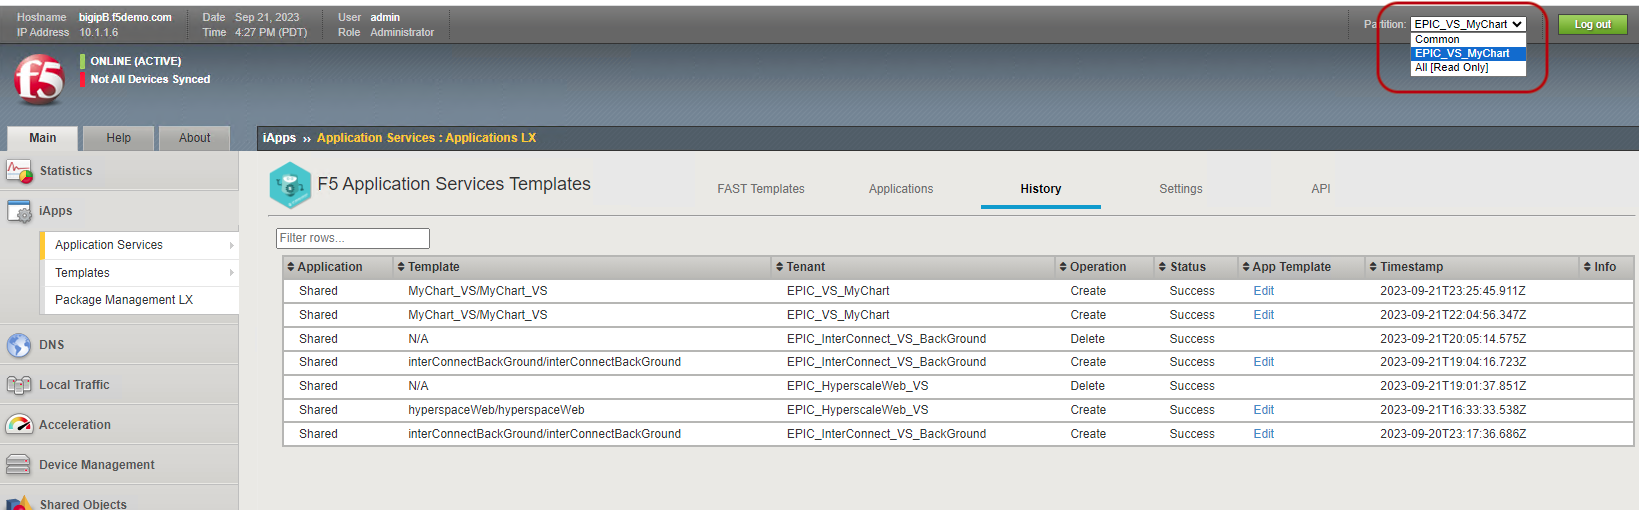 Hostname bigipB.f5demo.com Date Sep 21, 2023 User admin
IP Address 10.1.1.6 Time 4:27 PM (PDT) Role Administrator
Partition: EPIC_VS_MyChart Log out
Common
EPIC_VS_MyChart
All [Read Only]
f5
ONLINE (ACTIVE)
Not All Devices Synced
Main Help About
iApps ›› Application Services : Applications LX
Statistics
iApps
Application Services
Templates
Package Management LX
DNS
Local Traffic
Acceleration
Device Management
Shared Objects
F5 Application Services Templates FAST Templates Applications History Settings API
Filter rows...
Application Template Tenant Operation Status App Template Timestamp Info
Shared MyChart_VS/MyChart_VS EPIC_VS_MyChart Create Success Edit 2023-09-21T23:25:45.911Z
Shared MyChart_VS/MyChart_VS EPIC_VS_MyChart Create Success Edit 2023-09-21T22:04:56.347Z
Shared N/A EPIC_InterConnect_VS_BackGround Delete Success 2023-09-21T20:05:14.575Z
Shared interConnectBackGround/interConnectBackGround EPIC_InterConnect_VS_BackGround Create Success Edit 2023-09-21T19:04:16.723Z
Shared N/A EPIC_HyperscaleWeb_VS Delete Success 2023-09-21T19:01:37.851Z
Shared hyperspaceWeb/hyperspaceWeb EPIC_HyperscaleWeb_VS Create Success Edit 2023-09-21T16:33:33.538Z
Shared interConnectBackGround/interConnectBackGround EPIC_InterConnect_VS_BackGround Create Success Edit 2023-09-20T23:17:36.686Z